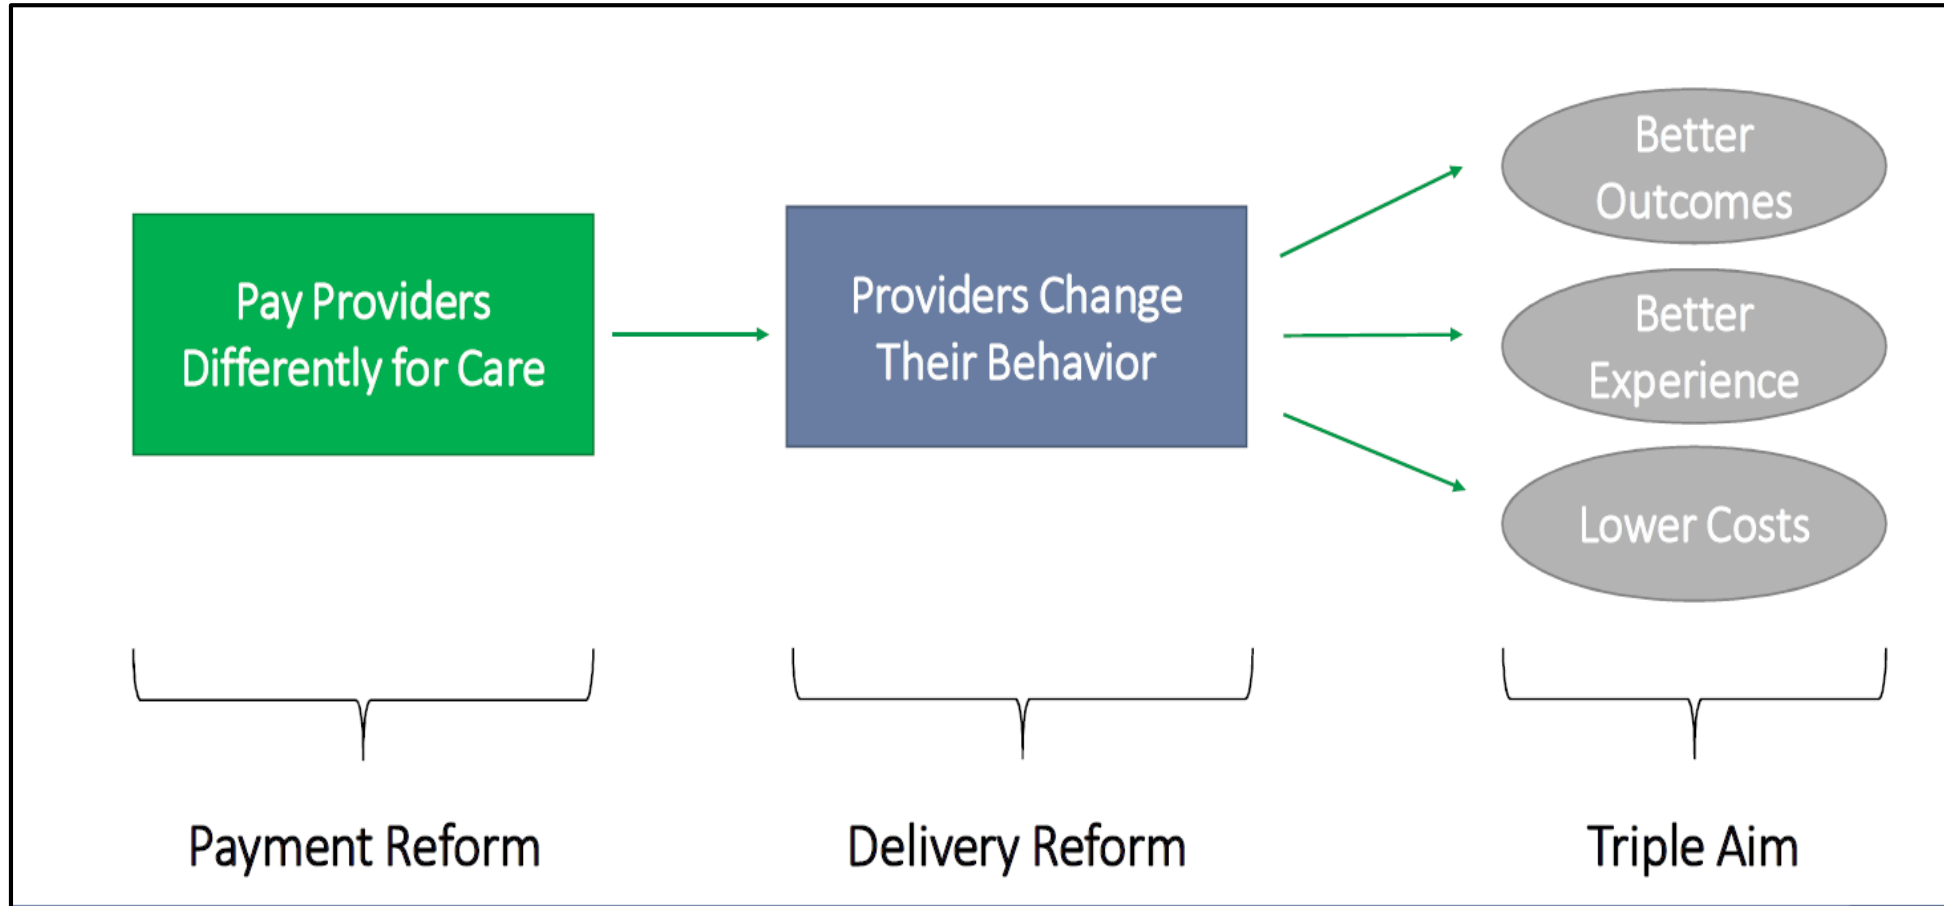 Pay Providers
Differently for Care
Providers Change
Their Behavior
Better
Outcomes
Better
Experience
Lower Costs
Payment Reform
Delivery Reform
Triple Aim